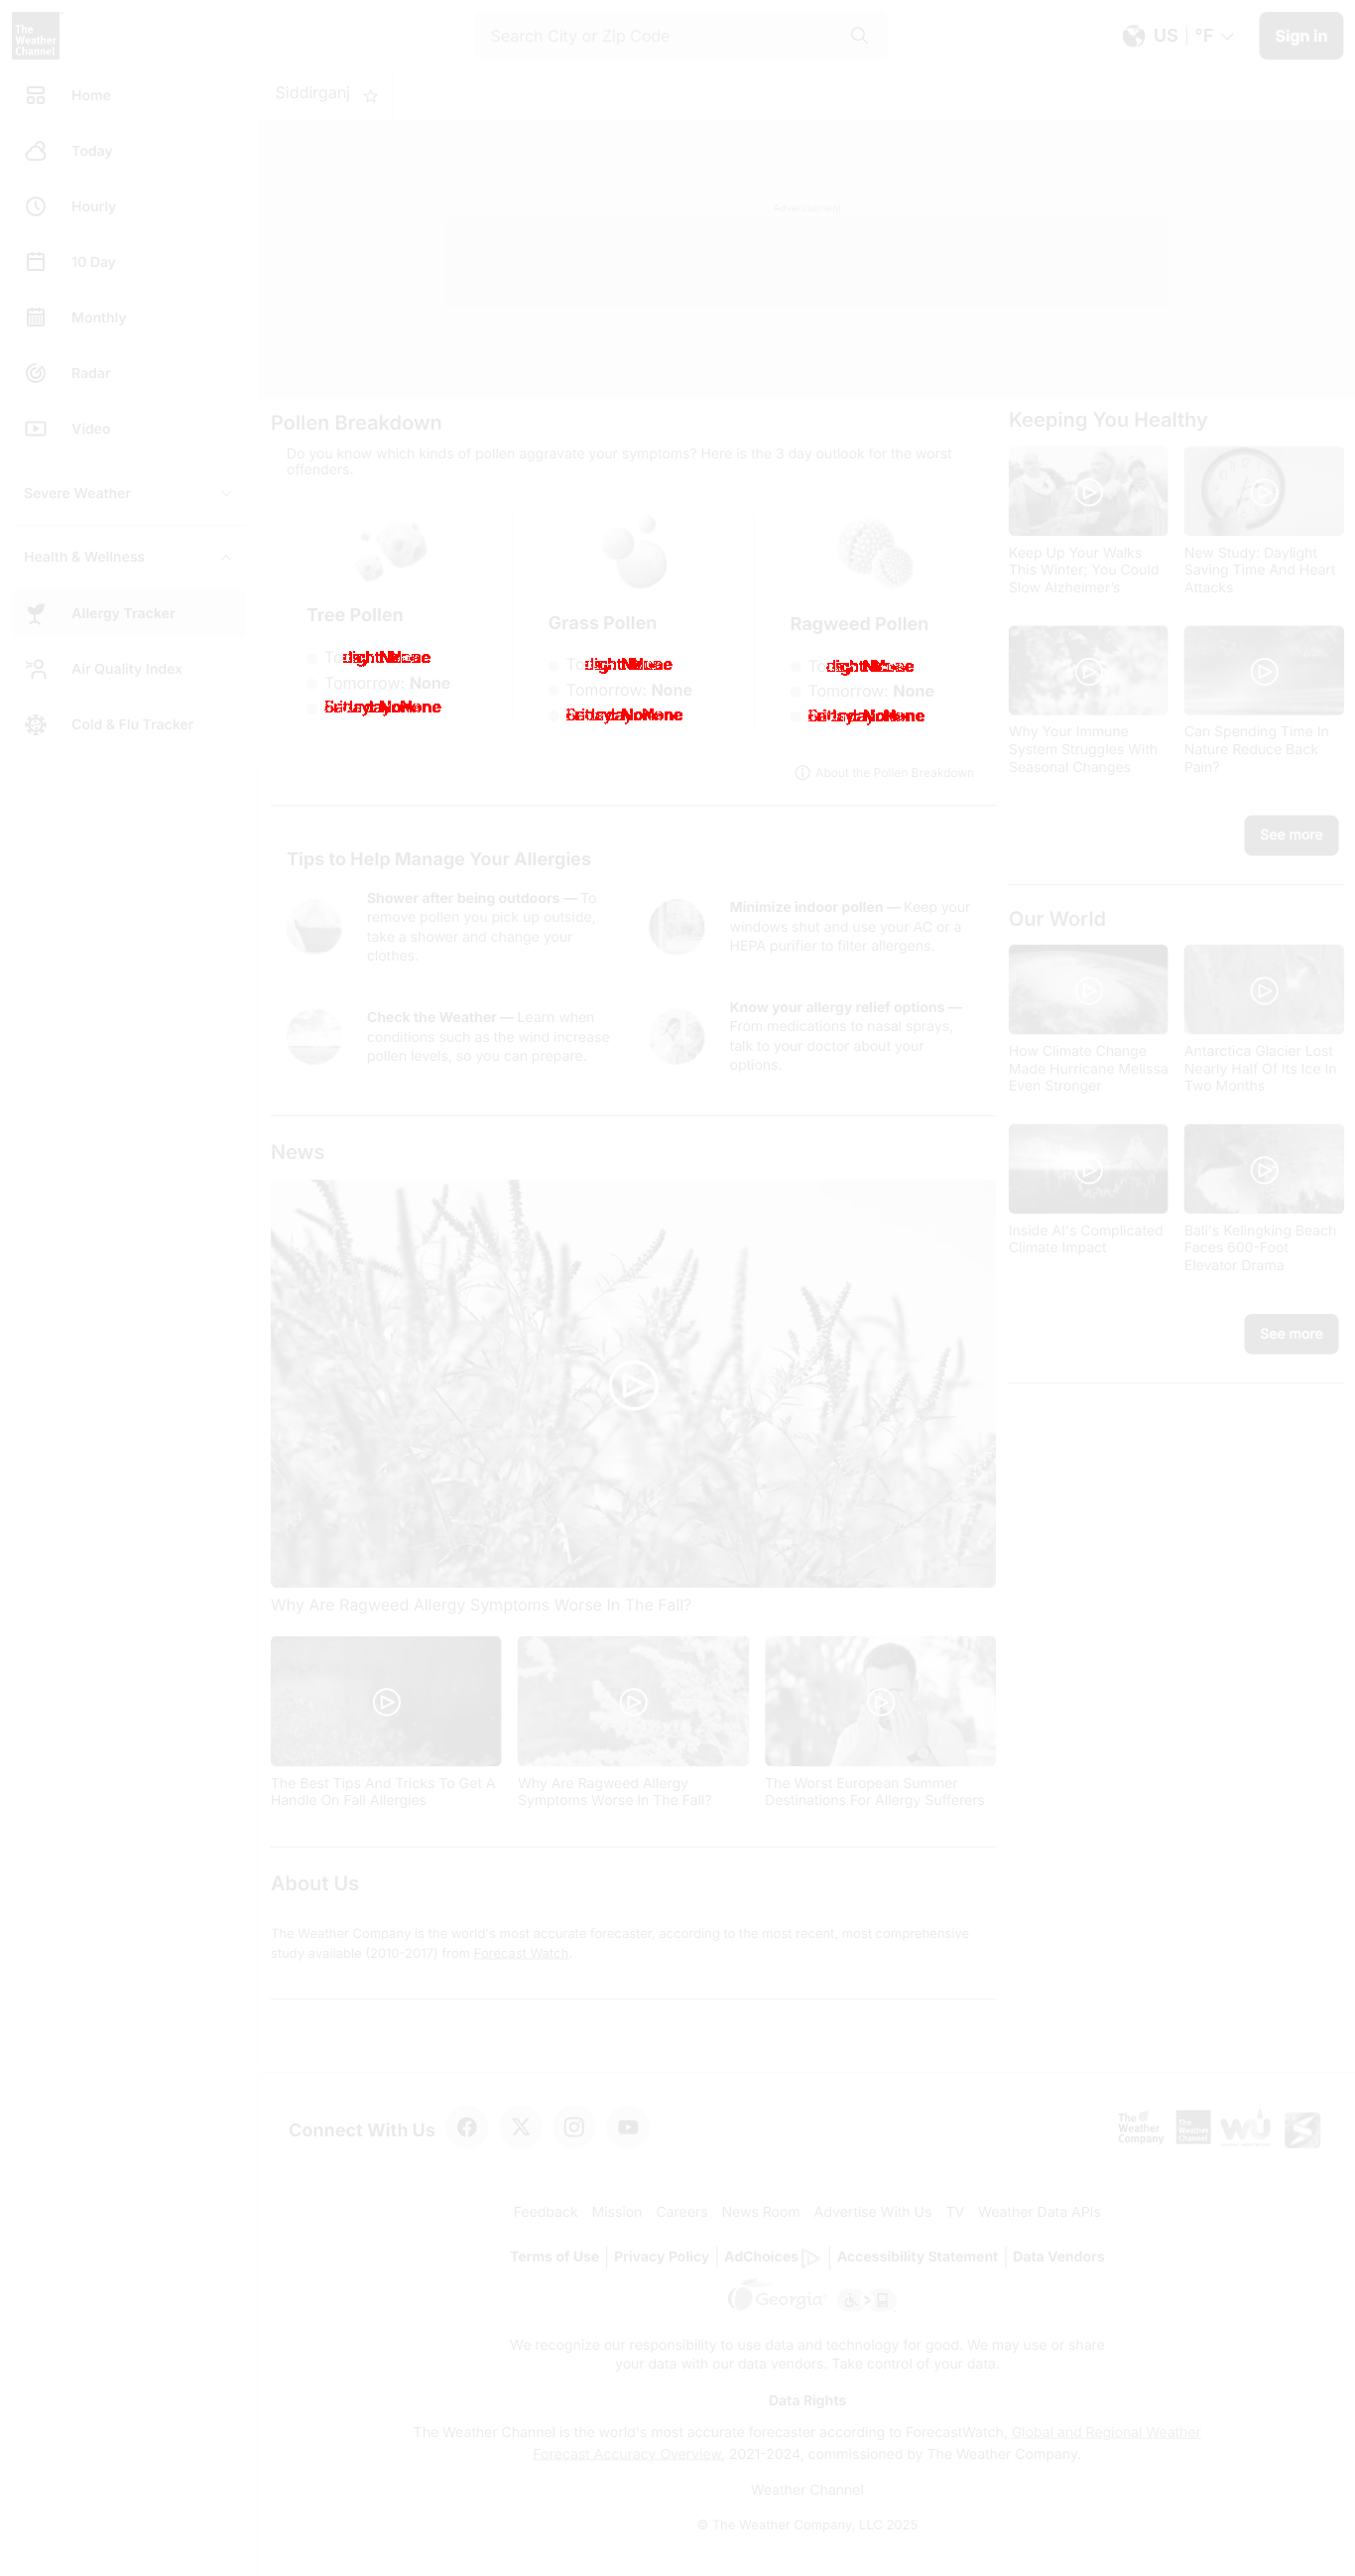 The
Weather
Channel
Search City or Zip Code
US °F
Sign in
Home
Today
Hourly
10 Day
Monthly
Radar
Video
Severe Weather
Health & Wellness
Allergy Tracker
Air Quality Index
Cold & Flu Tracker
Siddirganj
Advertisement
Pollen Breakdown
Do you know which kinds of pollen aggravate your symptoms? Here is the 3 day outlook for the worst
offenders.
Tree Pollen
Tomorrow: None
Grass Pollen
Tomorrow: None
Ragweed Pollen
Tomorrow: None
About the Pollen Breakdown
Tips to Help Manage Your Allergies
Shower after being outdoors — To
remove pollen you pick up outside,
take a shower and change your
clothes.
Minimize indoor pollen — Keep your
windows shut and use your AC or a
HEPA purifier to filter allergens.
Check the Weather — Learn when
conditions such as the wind increase
pollen levels, so you can prepare.
Know your allergy relief options —
From medications to nasal sprays,
talk to your doctor about your
options.
News
Why Are Ragweed Allergy Symptoms Worse In The Fall?
The Best Tips And Tricks To Get A
Handle On Fall Allergies
Why Are Ragweed Allergy
Symptoms Worse In The Fall?
The Worst European Summer
Destinations For Allergy Sufferers
About Us
The Weather Company is the world's most accurate forecaster, according to the most recent, most comprehensive
study available (2010-2017) from Forecast Watch.
Keeping You Healthy
Keep Up Your Walks
This Winter; You Could
Slow Alzheimer's
New Study: Daylight
Saving Time And Heart
Attacks
Why Your Immune
System Struggles With
Seasonal Changes
Can Spending Time In
Nature Reduce Back
Pain?
See more
Our World
How Climate Change
Made Hurricane Melissa
Even Stronger
Antarctica Glacier Lost
Nearly Half Of Its Ice In
Two Months
Inside AI's Complicated
Climate Impact
Bali's Kelingking Beach
Faces 600-Foot
Elevator Drama
See more
Connect With Us
The
Weather
Company
The
Weather
Channel
Feedback Mission Careers News Room Advertise With Us TV Weather Data APIs
Terms of Use Privacy Policy AdChoices Accessibility Statement Data Vendors
Georgia
We recognize our responsibility to use data and technology for good. We may use or share
your data with our data vendors. Take control of your data.
Data Rights
The Weather Channel is the world's most accurate forecaster according to ForecastWatch, Global and Regional Weather
Forecast Accuracy Overview, 2021-2024, commissioned by The Weather Company.
Weather Channel
© The Weather Company, LLC 2025